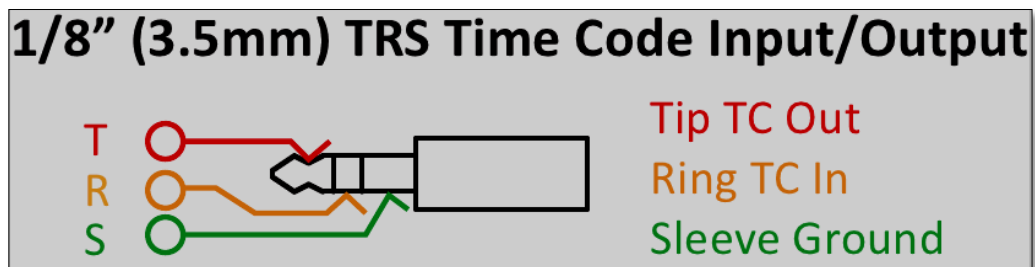 1/8” (3.5mm) TRS Time Code Input/Output
T
R
S
Tip TC Out
Ring TC In
Sleeve Ground